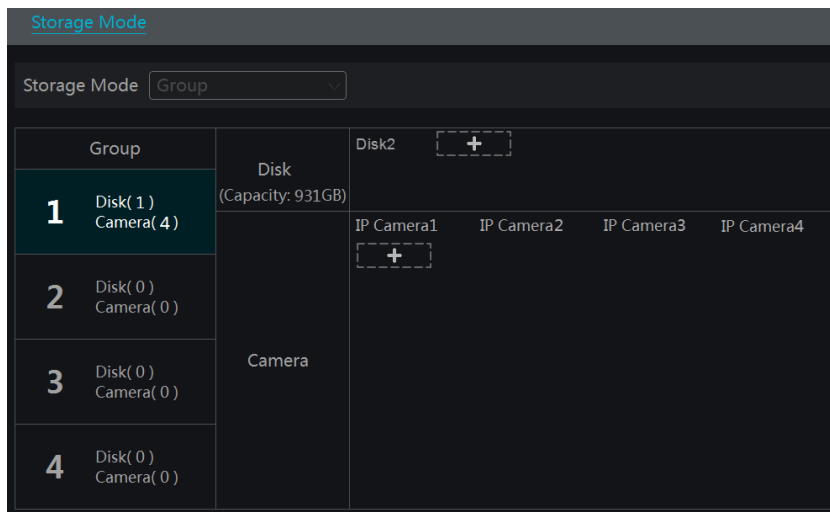 Storage Mode
Storage Mode Group
Group
Disk
(Capacity: 931GB)
Disk2 +
1 Disk( 1 )
Camera( 4 )
IP Camera1 IP Camera2 IP Camera3 IP Camera4
+
2 Disk( 0 )
Camera( 0 )
Camera
3 Disk( 0 )
Camera( 0 )
4 Disk( 0 )
Camera( 0 )